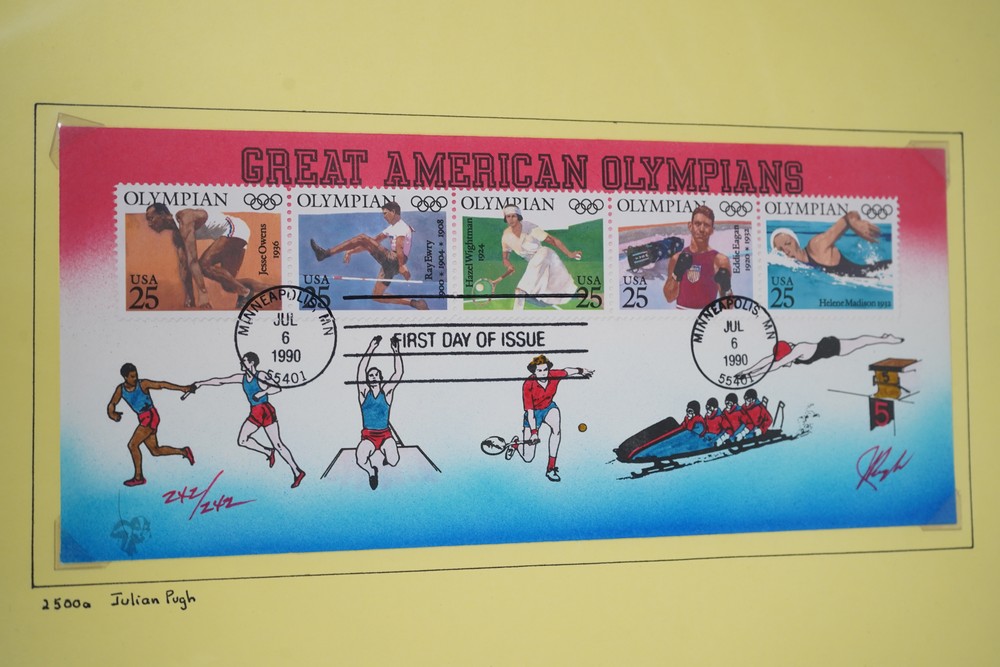 GREAT AMERICAN OLYMPIANS
OLYMPIAN
Jesse Owens
1936
USA
25
OLYMPIAN
Ray Ewry
1900 * 1904 * 1908
USA
25
OLYMPIAN
Hazel Wightman
1924
USA
25
OLYMPIAN
Eddie Eagan
1920 * 1932
USA
25
OLYMPIAN
USA
25
Helene Madison 1932
MINNEAPOLIS, MN
JUL
6
1990
55401
FIRST DAY OF ISSUE
MINNEAPOLIS, MN
JUL
6
1990
55401
5
242/242
JPugh
2500a Julian Pugh